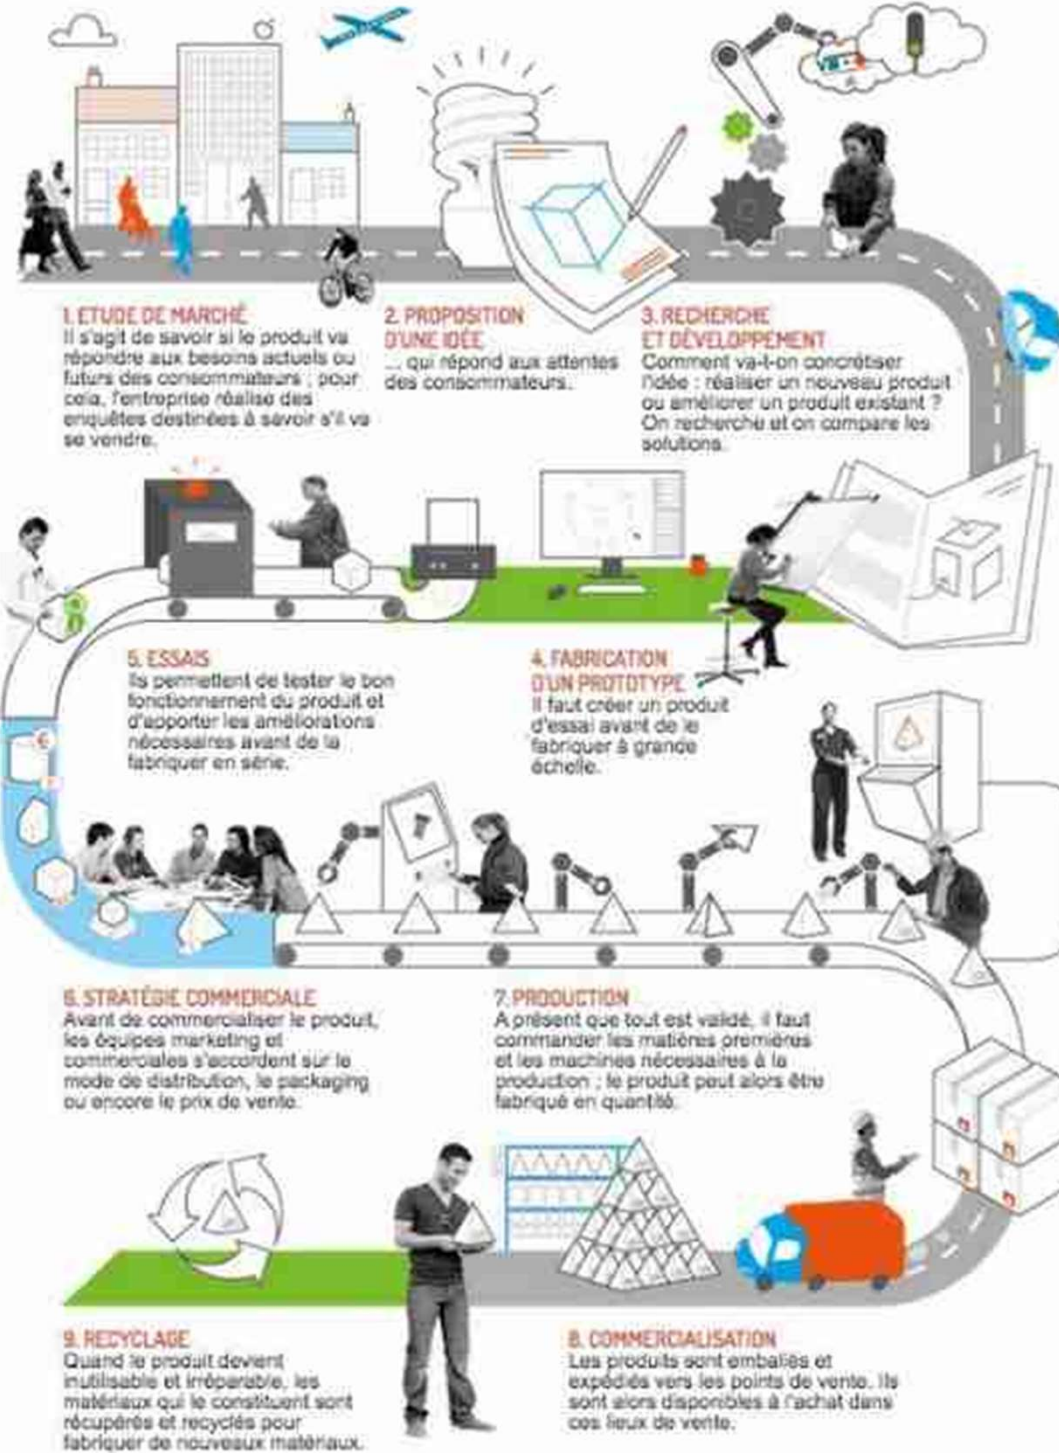 1. ETUDE DE MARCHÉ
Il s'agit de savoir si le produit va
répondre aux besoins actuels ou
futurs des consommateurs ; pour
cela, l'entreprise réalise des
enquêtes destinées à savoir s'il va
se vendre.
2. PROPOSITION
D'UNE IDÉE
... qui répond aux attentes
des consommateurs.
3. RECHERCHE
ET DÉVELOPPEMENT
Comment va-t-on concrétiser
l'idée : réaliser un nouveau produit
ou améliorer un produit existant ?
On recherche et on compare les
solutions.
4. FABRICATION
D'UN PROTOTYPE
Il faut créer un produit
d'essai avant de le
fabriquer à grande
échelle.
5. ESSAIS
Ils permettent de tester le bon
fonctionnement du produit et
d'apporter les améliorations
nécessaires avant de la
fabriquer en série.
6. STRATÉGIE COMMERCIALE
Avant de commercialiser le produit,
les équipes marketing et
commerciales s'accordent sur le
mode de distribution, le packaging
ou encore le prix de vente.
7. PRODUCTION
A présent que tout est validé, il faut
commander les matières premières
et les machines nécessaires à la
production ; le produit peut alors être
fabriqué en quantité.
8. COMMERCIALISATION
Les produits sont emballés et
expédiés vers les points de vente. Ils
sont alors disponibles à l'achat dans
ces lieux de vente.
9. RECYCLAGE
Quand le produit devient
inutilisable et irréparable, les
matériaux qui le constituent sont
récupérés et recyclés pour
fabriquer de nouveaux matériaux.